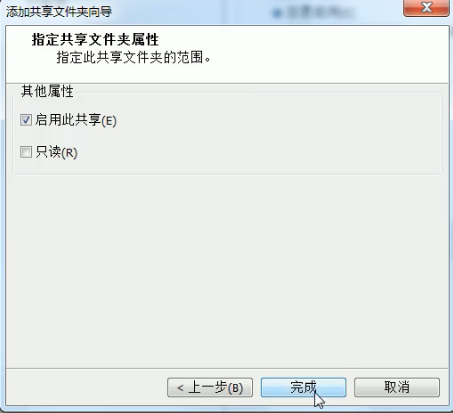 添加共享文件夹向导
指定共享文件夹属性
指定此共享文件夹的范围。
其他属性
启用此共享(E)
只读(R)
< 上一步(B)
完成
取消